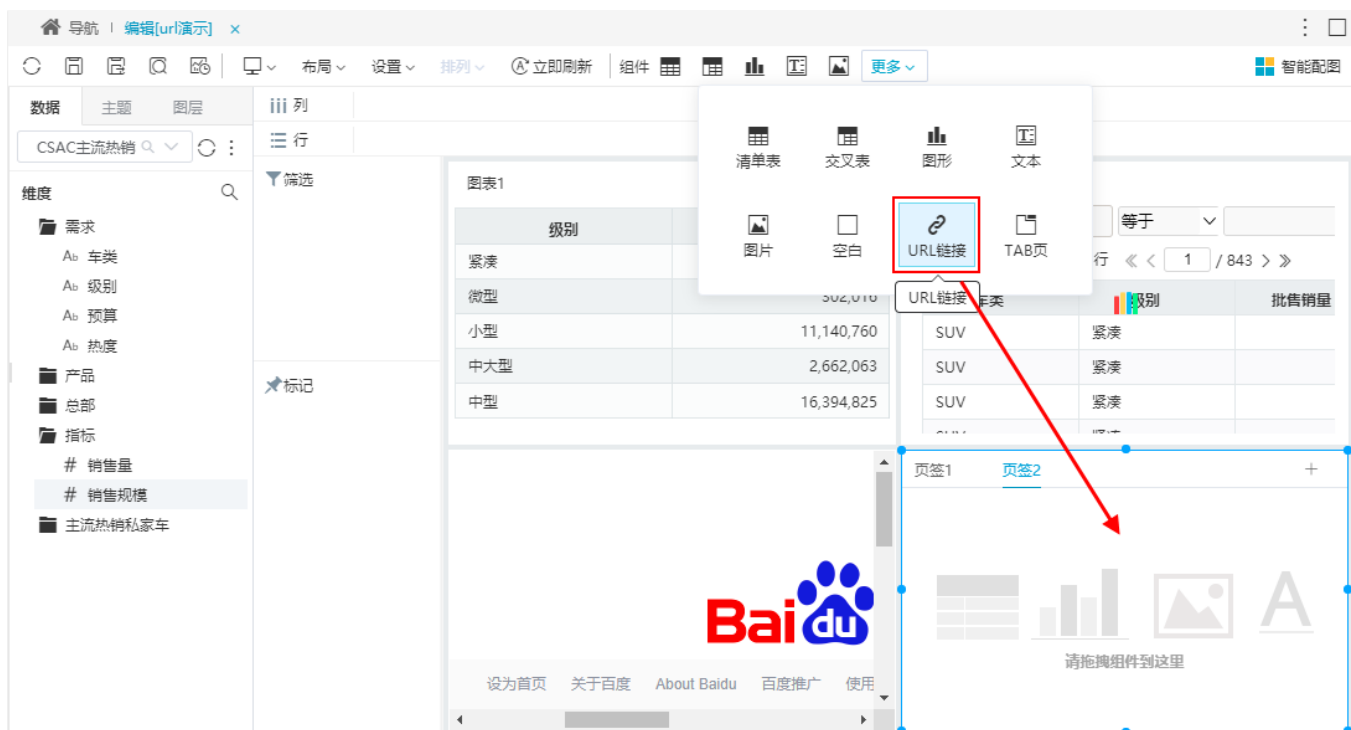 导航 编辑[url演示] ×
布局 设置 排列 立即刷新 组件 更多 智能配图
数据 主题 图层
列
CSAC主流热销
行
维度
需求
Ab 车类
Ab 级别
Ab 预算
Ab 热度
产品
总部
指标
# 销售量
# 销售规模
主流热销私家车
筛选
标记
清单表 交叉表 图形 文本
图片 空白 URL链接 TAB页
URL链接
图表1
级别
紧凑
微型 302,016
小型 11,140,760
中大型 2,662,063
中型 16,394,825
等于
行 1 / 843
车类 级别 批售销量
SUV 紧凑
SUV 紧凑
SUV 紧凑
SUV 紧凑
Bai du
设为首页 关于百度 About Baidu 百度推广 使用
页签1 页签2 +
请拖拽组件到这里